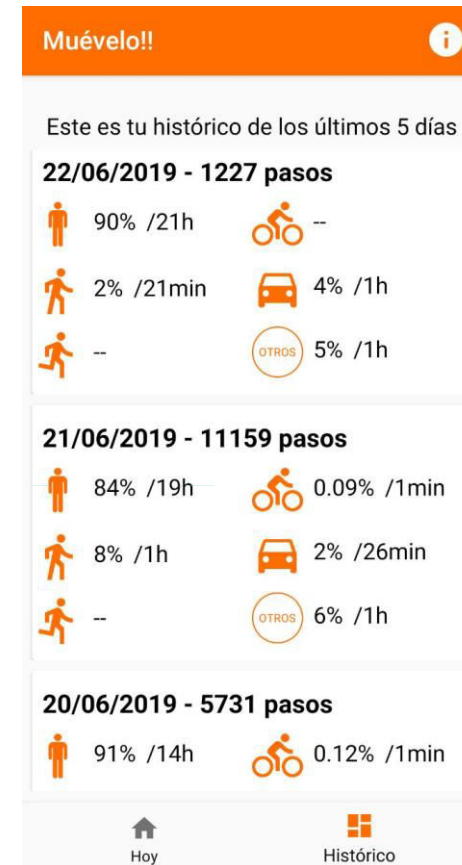 Muévelo!!
i
Este es tu histórico de los últimos 5 días
22/06/2019 - 1227 pasos
90% /21h --
2% /21min 4% /1h
-- OTROS 5% /1h
21/06/2019 - 11159 pasos
84% /19h 0.09% /1min
8% /1h 2% /26min
-- OTROS 6% /1h
20/06/2019 - 5731 pasos
91% /14h 0.12% /1min
Hoy Histórico